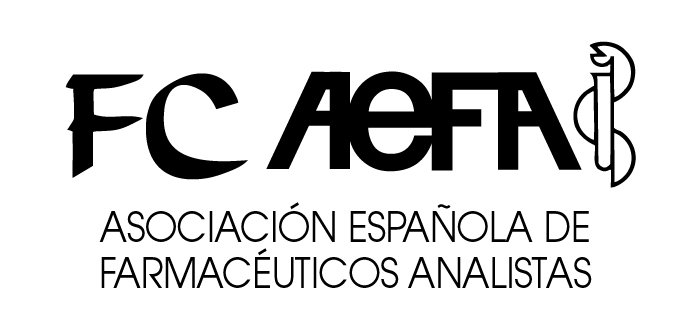 FC AeFA
ASOCIACIÓN ESPAÑOLA DE
FARMACÉUTICOS ANALISTAS